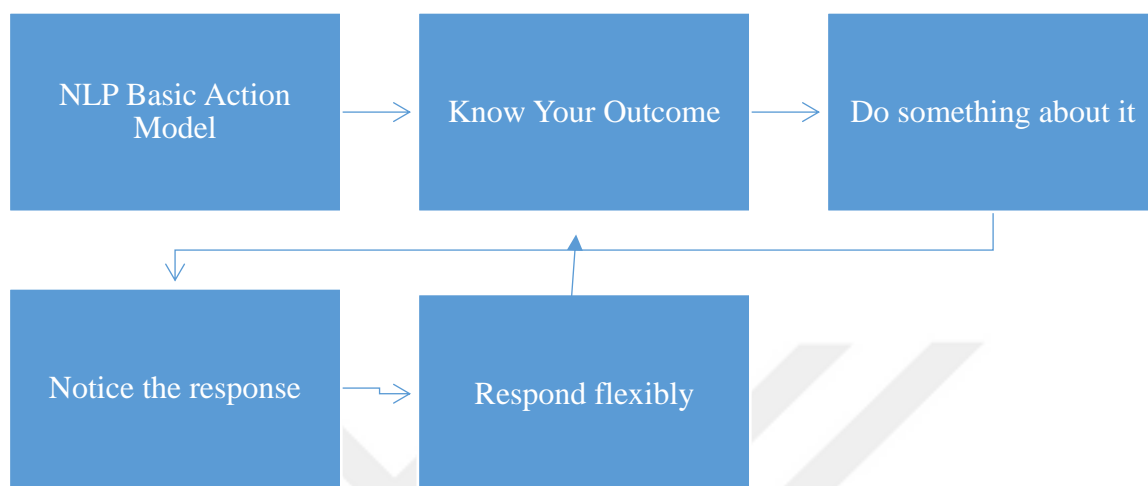 NLP Basic Action
Model
Know Your Outcome
Do something about it
Notice the response
Respond flexibly